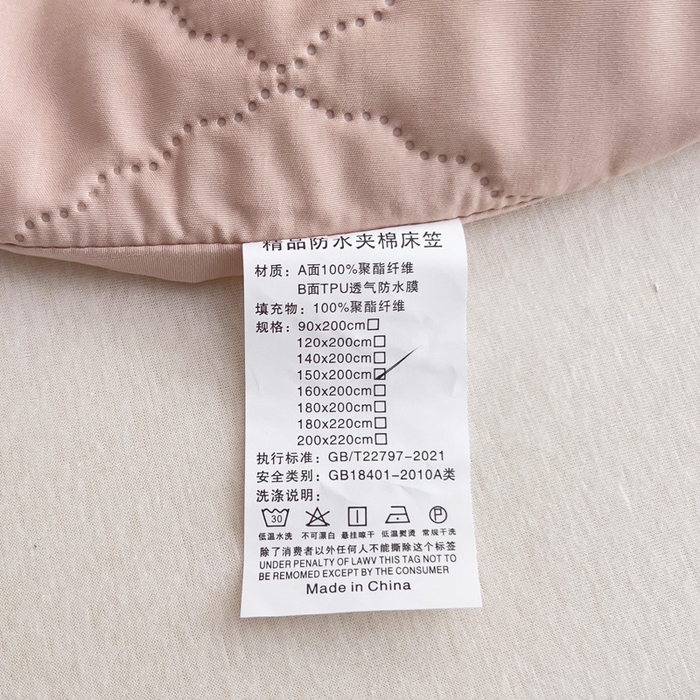 精品防水夹棉床笠
材质：A面100%聚酯纤维
B面TPU透气防水膜
填充物：100%聚酯纤维
规格：90x200cm☐
120x200cm☐
140x200cm☐
150x200cm☑
160x200cm☐
180x200cm☐
180x220cm☐
200x220cm☐
执行标准：GB/T22797-2021
安全类别：GB18401-2010A类
洗涤说明：
30 P
低温水洗 不可漂白 悬挂晾干 低温熨烫 常规干洗
除了消费者以外任何人不能撕除这个标签
UNDER PENALTY OF LAWV THIS TAG NOT TO
BE REMOMED EXCEPT BY THE CONSUMER
Made in China